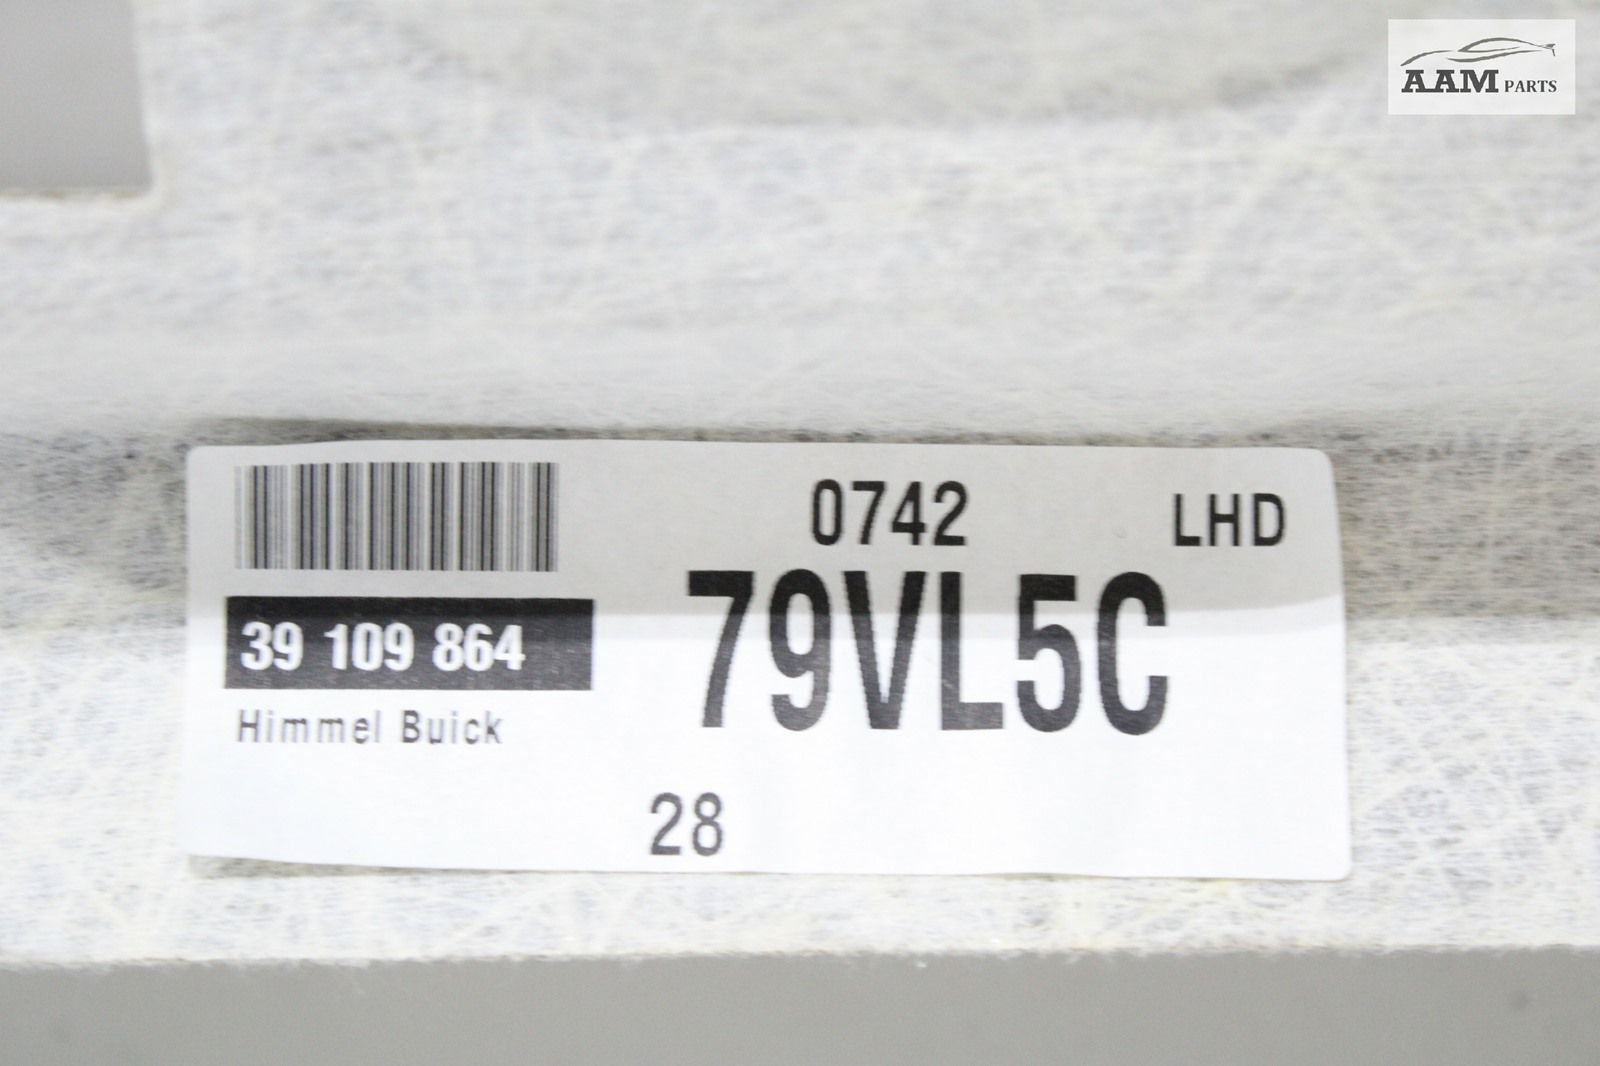 AAM PARTS
0742 LHD
79VL5C
39 109 864
Himmel Buick
28